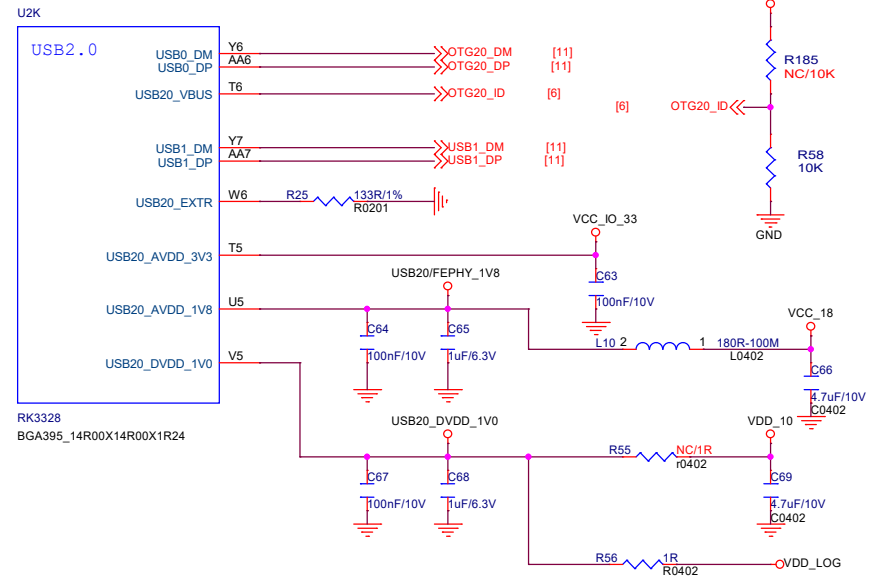 U2K
USB2.0
USB0_DM Y6 OTG20_DM [11]
USB0_DP AA6 OTG20_DP [11]
USB20_VBUS T6 OTG20_ID [6]
USB1_DM Y7 USB1_DM [11]
USB1_DP AA7 USB1_DP [11]
USB20_EXTR W6 R25 133R/1%
R0201
USB20_AVDD_3V3 T5
USB20_AVDD_1V8 U5
USB20_DVDD_1V0 V5
RK3328
BGA395_14R00X14R00X1R24
R185
NC/10K
[6] OTG20_ID
R58
10K
GND
VCC_IO_33
C63
100nF/10V
USB20/FEPHY_1V8
C64
100nF/10V
C65
1uF/6.3V
L10 2 1 180R-100M
L0402
VCC_18
C66
4.7uF/10V
C0402
USB20_DVDD_1V0
C67
100nF/10V
C68
1uF/6.3V
R55 NC/1R
r0402
VDD_10
C69
4.7uF/10V
C0402
R56 1R
R0402
VDD_LOG